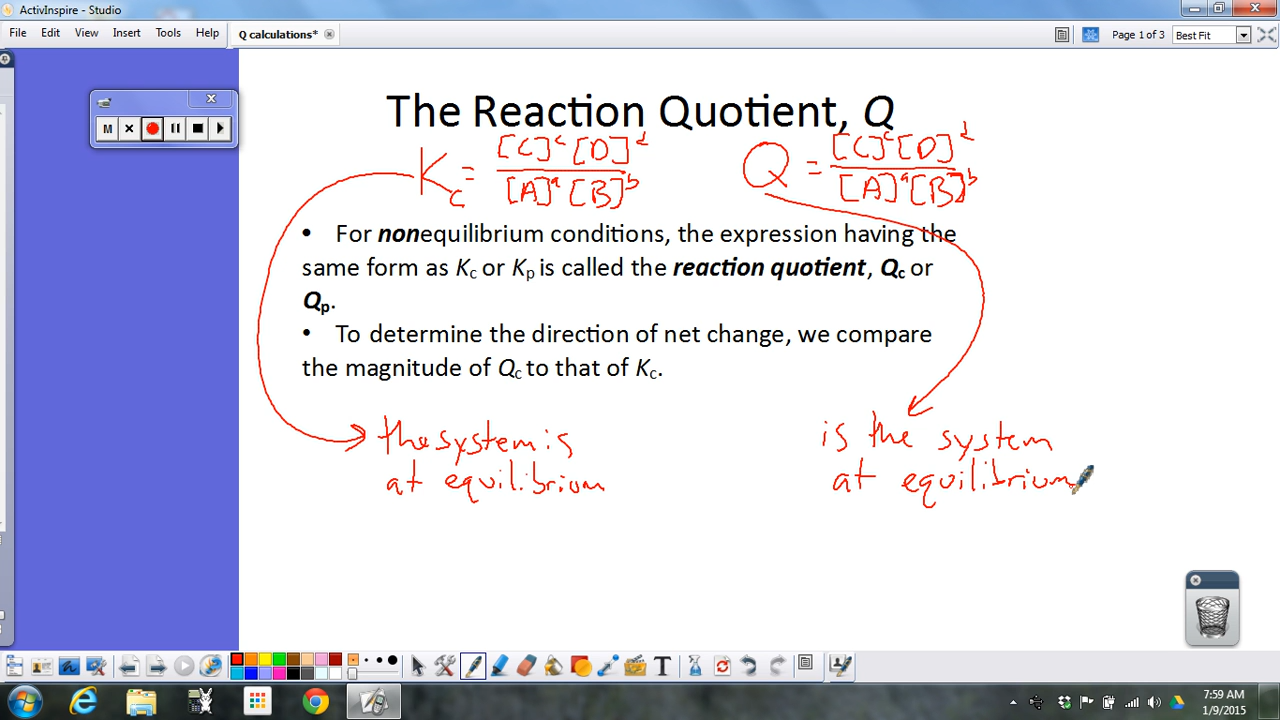 ActivInspire - Studio
File Edit View Insert Tools Help
Q calculations*
Page 1 of 3
Best Fit
M
The Reaction Quotient, Q
Kc = [C]ᶜ[D]ᵈ / [A]ᵃ[B]ᵇ
Q = [C]ᶜ[D]ᵈ / [A]ᵃ[B]ᵇ
• For nonequilibrium conditions, the expression having the
same form as Kc or Kp is called the reaction quotient, Qc or
Qp.
• To determine the direction of net change, we compare
the magnitude of Qc to that of Kc.
the system is
at equilibrium
is the system
at equilibrium
T
7:59 AM
1/9/2015